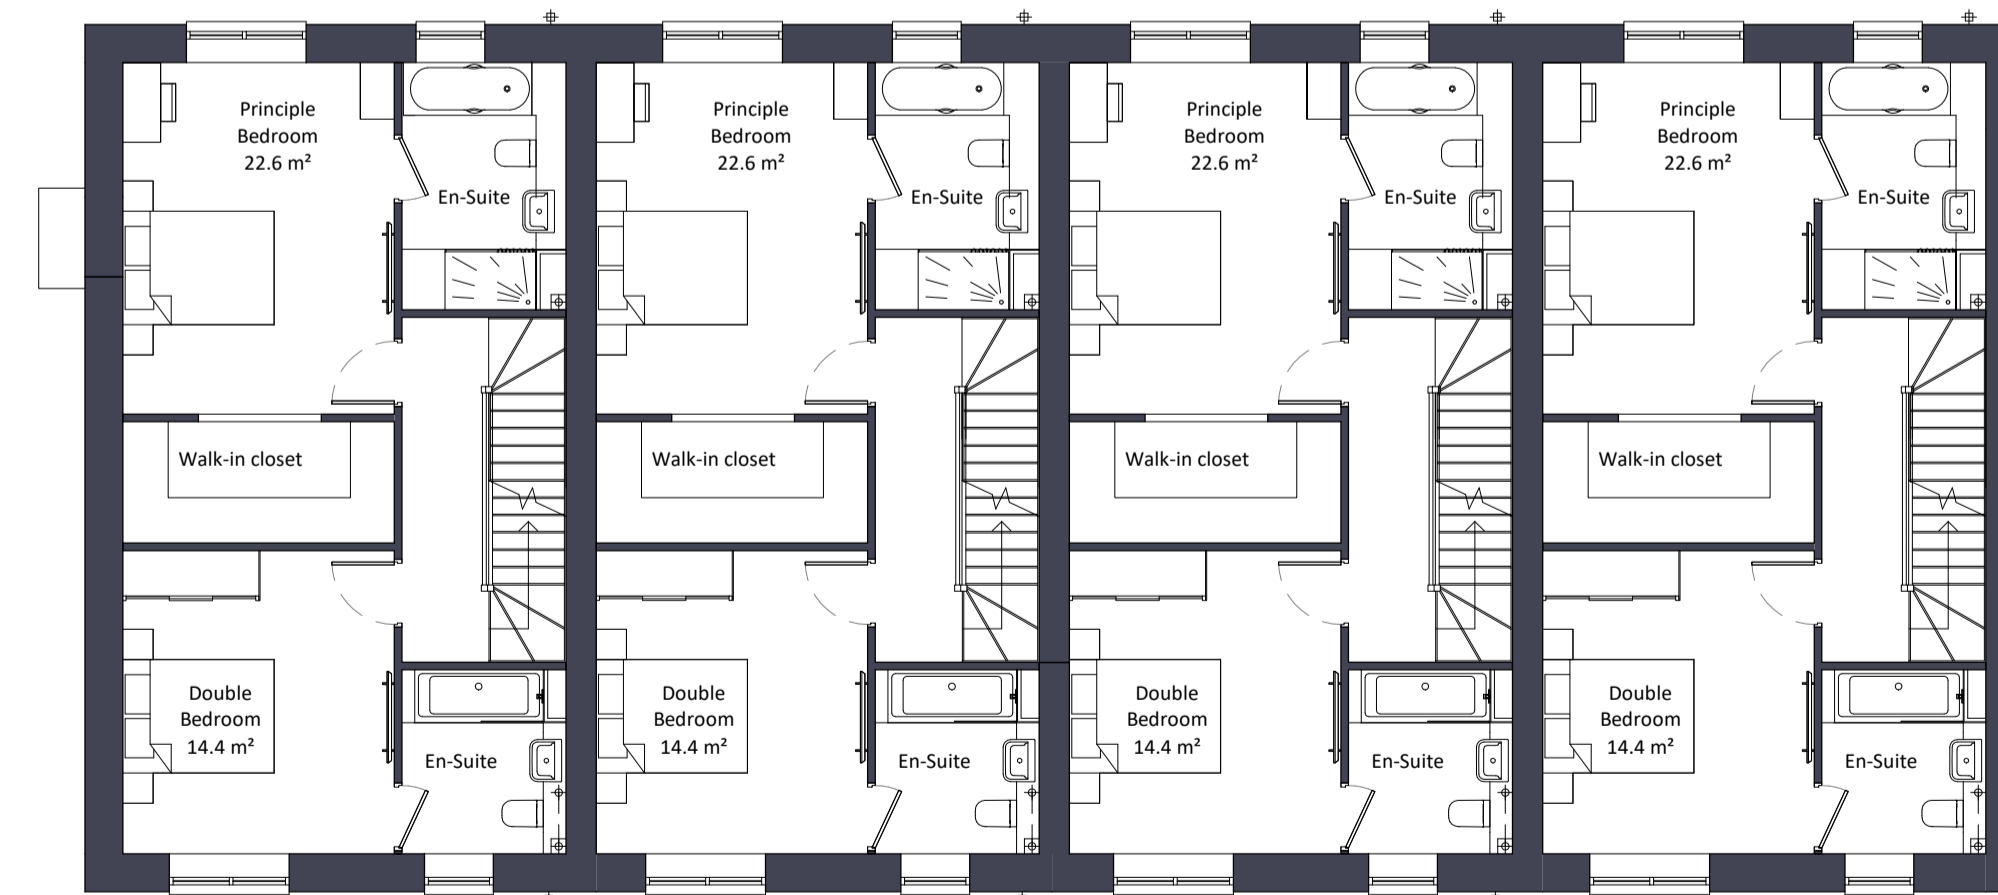 Principle
Bedroom
22.6 m²
En-Suite
Walk-in closet
Double
Bedroom
14.4 m²
En-Suite
Principle
Bedroom
22.6 m²
En-Suite
Walk-in closet
Double
Bedroom
14.4 m²
En-Suite
Principle
Bedroom
22.6 m²
En-Suite
Walk-in closet
Double
Bedroom
14.4 m²
En-Suite
Principle
Bedroom
22.6 m²
En-Suite
Walk-in closet
Double
Bedroom
14.4 m²
En-Suite